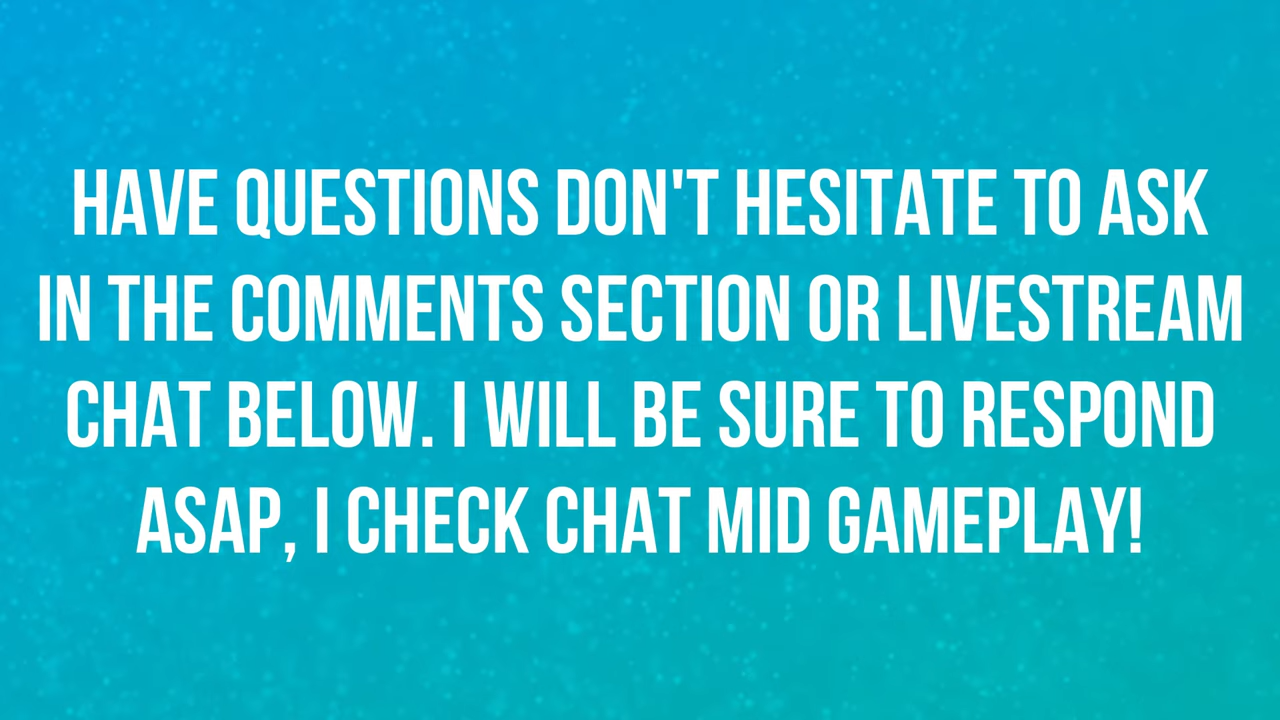 HAVE QUESTIONS DON'T HESITATE TO ASK
IN THE COMMENTS SECTION OR LIVESTREAM
CHAT BELOW. I WILL BE SURE TO RESPOND
ASAP, I CHECK CHAT MID GAMEPLAY!